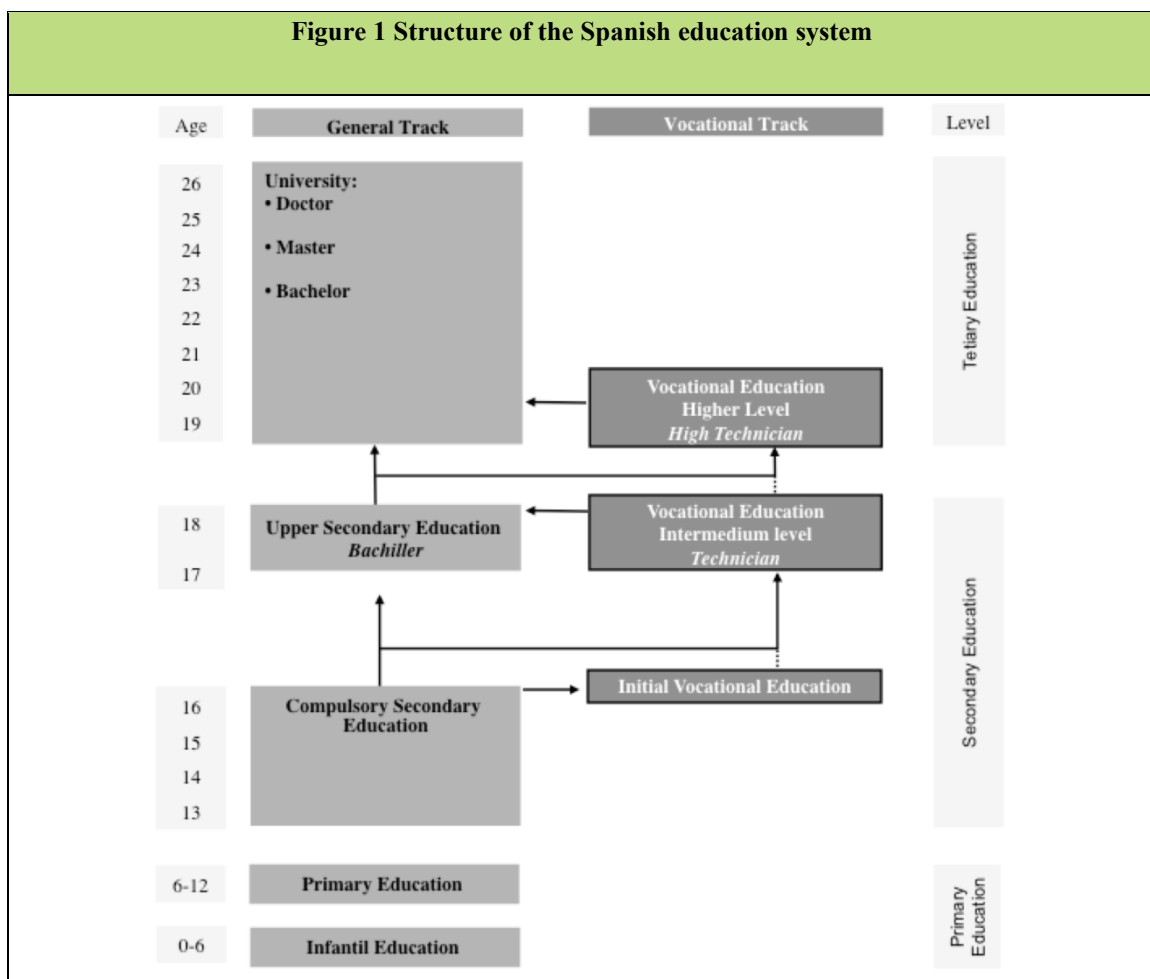 Figure 1 Structure of the Spanish education system
Age
General Track
Vocational Track
Level
26
25
24
23
22
21
20
19
University:
• Doctor
• Master
• Bachelor
Vocational Education
Higher Level
High Technician
Tetiary Education
18
17
Upper Secondary Education
Bachiller
Vocational Education
Intermedium level
Technician
Initial Vocational Education
16
15
14
13
Compulsory Secondary
Education
Secondary Education
6-12
Primary Education
0-6
Infantil Education
Primary
Education